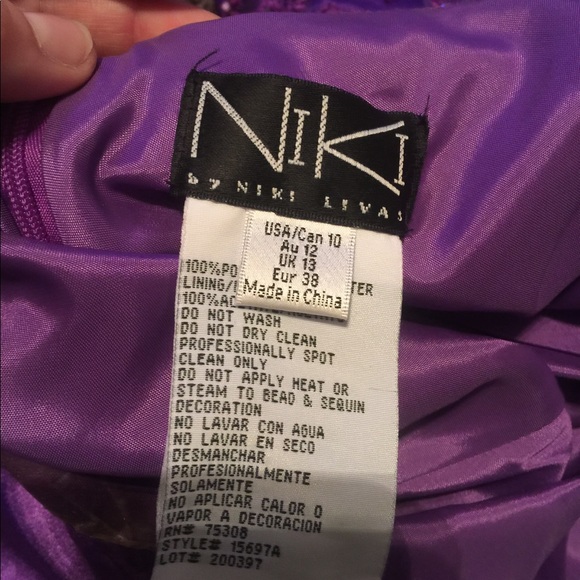 NIKI
by NIKI LIVAS
USA/Can 10
Au 12
UK 13
Eur 38
Made in China
100%PO
LINING/ TER
100%AC
DO NOT WASH
DO NOT DRY CLEAN
PROFESSIONALLY SPOT
CLEAN ONLY
DO NOT APPLY HEAT OR
STEAM TO BEAD & SEQUIN
DECORATION
NO LAVAR CON AGUA
NO LAVAR EN SECO
DESMANCHAR
PROFESIONALMENTE
SOLAMENTE
NO APLICAR CALOR O
VAPOR A DECORACION
RN# 75308
STYLE# 15697A
LOT# 200397